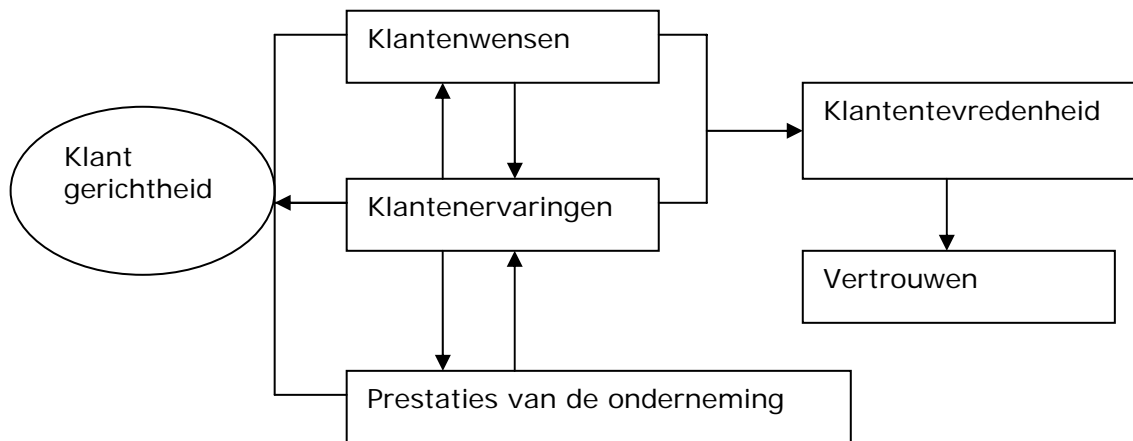 Klantenwensen
Klantentevredenheid
Klant
gerichtheid
Klantenervaringen
Vertrouwen
Prestaties van de onderneming